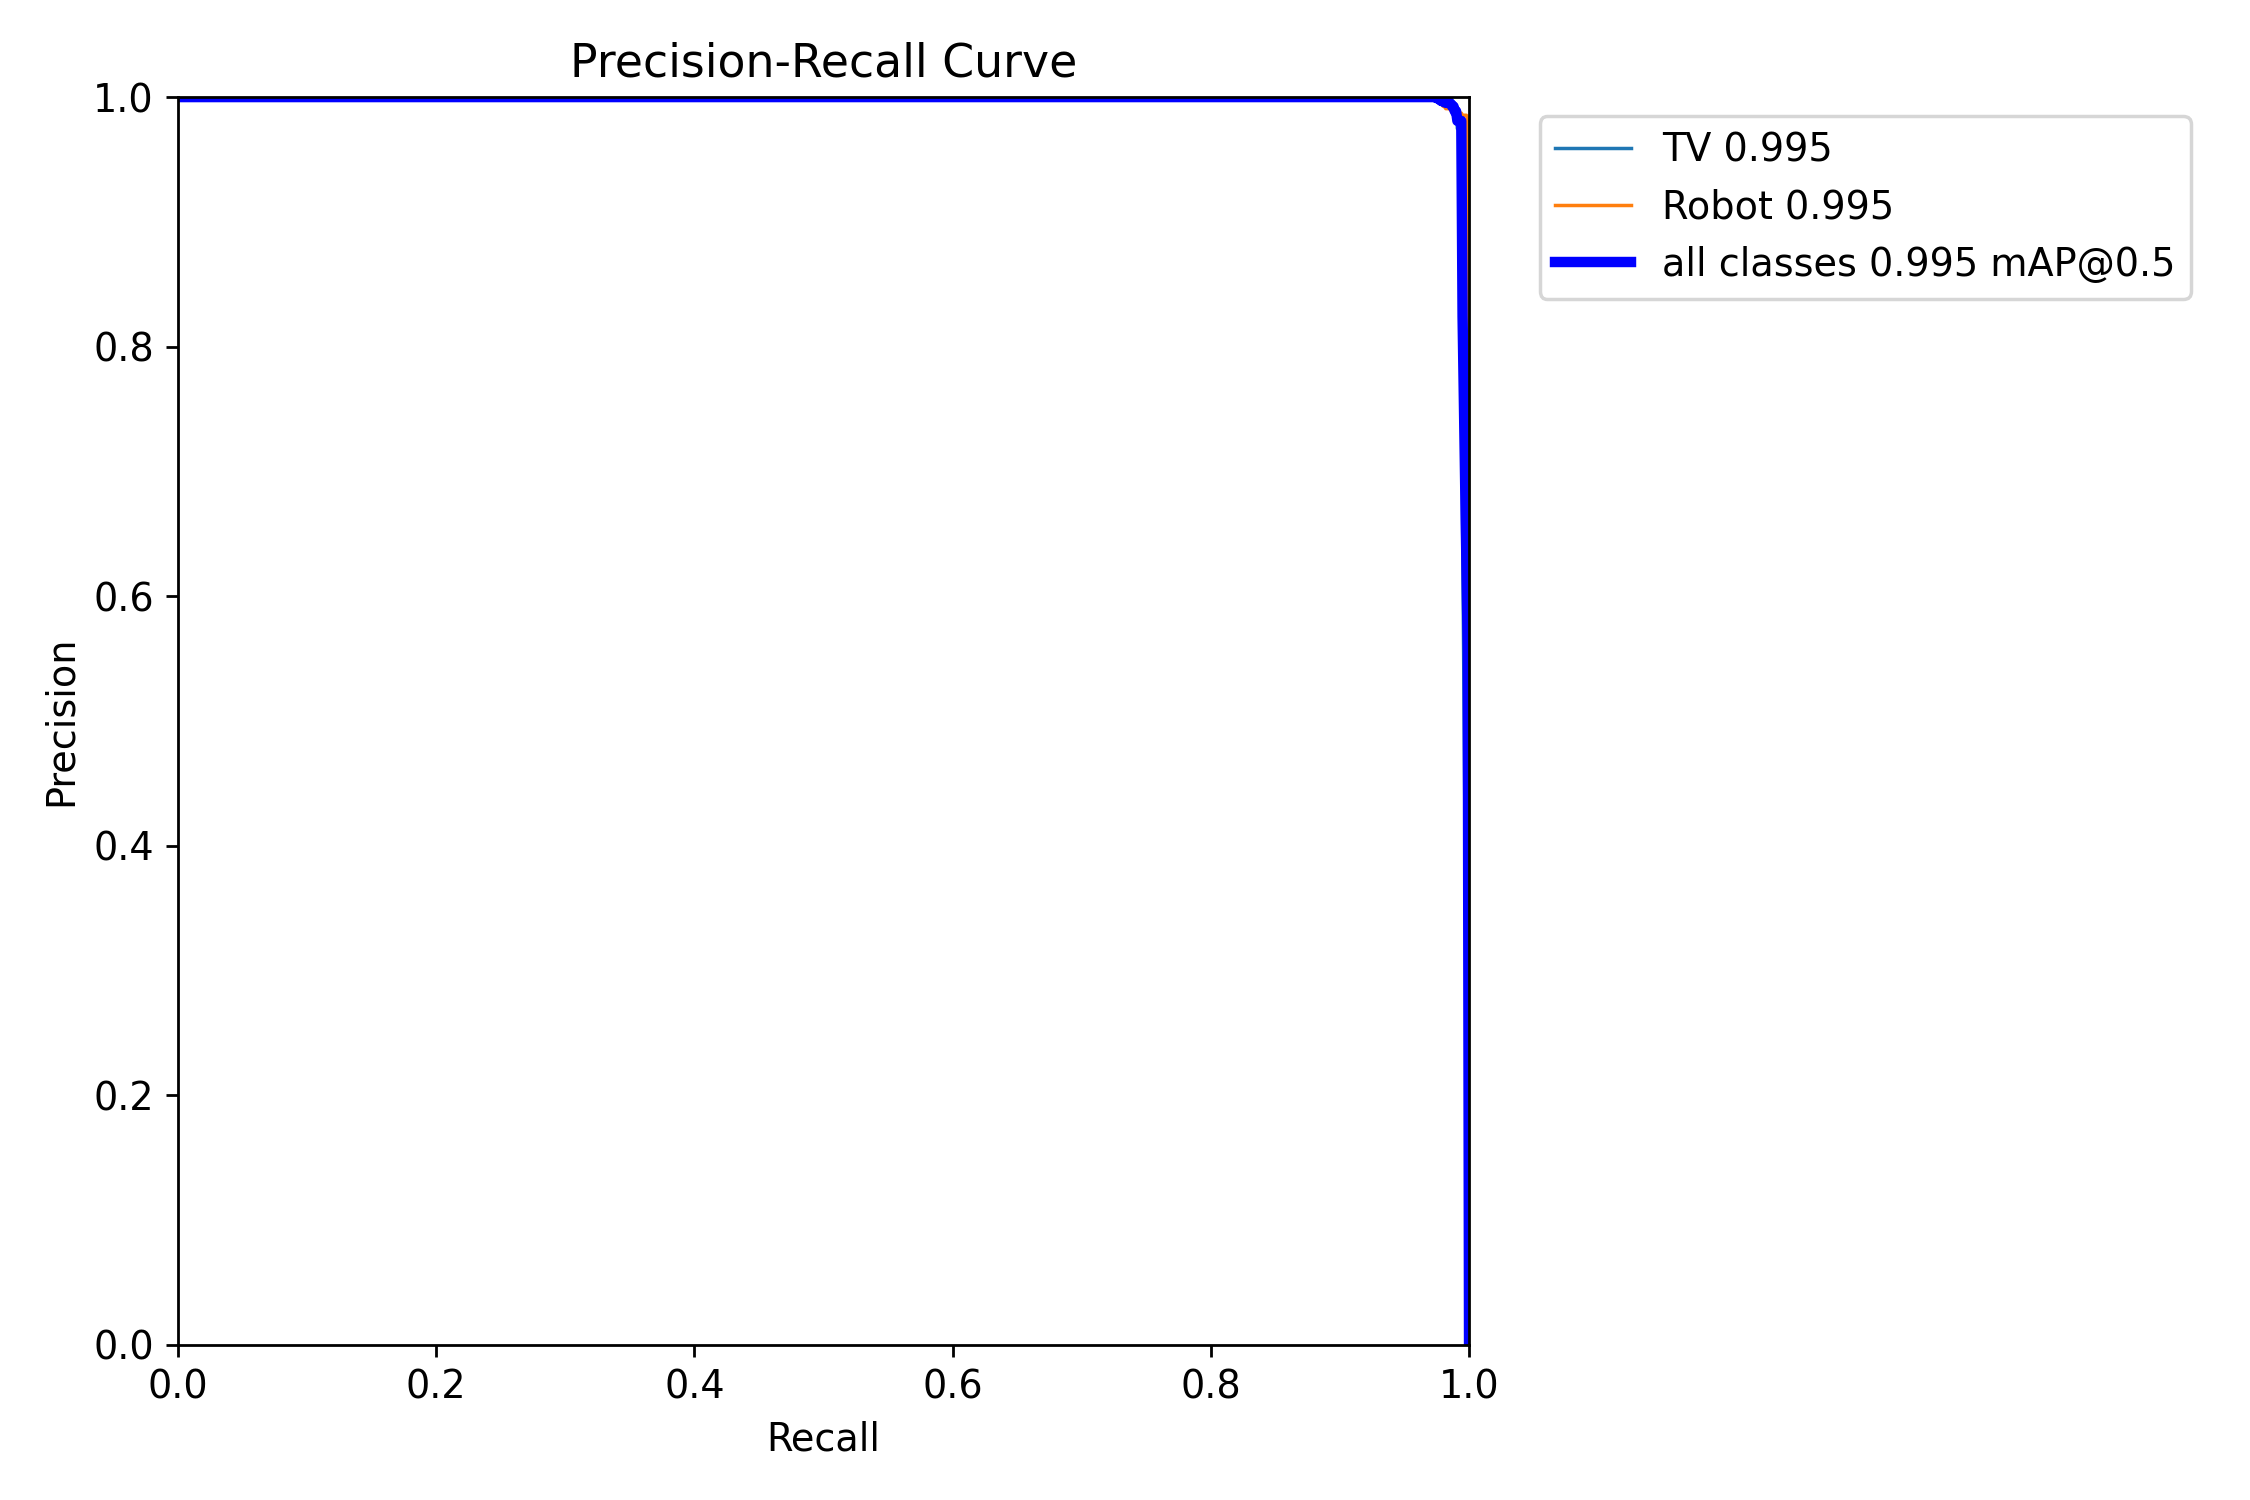 Precision-Recall Curve
1.0
0.8
0.6
0.4
0.2
0.0
Precision
0.0 0.2 0.4 0.6 0.8 1.0
Recall
TV 0.995
Robot 0.995
all classes 0.995 mAP@0.5